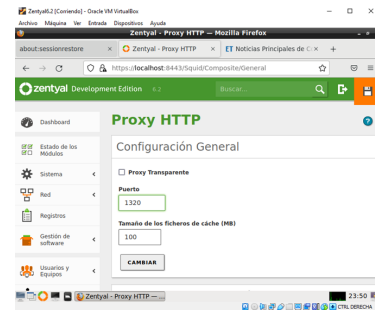 Zentyal6.2 [Corriendo] - Oracle VM VirtualBox
Archivo Máquina Ver Entrada Dispositivos Ayuda
Zentyal - Proxy HTTP — Mozilla Firefox
about:sessionrestore × Zentyal - Proxy HTTP × ET Noticias Principales de C × +
https://localhost:8443/Squid/Composite/General
zentyal Development Edition 6.2 Buscar...
Dashboard
Estado de los Módulos
Sistema
Red
Registros
Gestión de software
Usuarios y Equipos
Proxy HTTP
Configuración General
Proxy Transparente
Puerto
1320
Tamaño de los ficheros de cáche (MB)
100
CAMBIAR
Zentyal - Proxy HTTP — ...
23:50
CTRL DERECHA